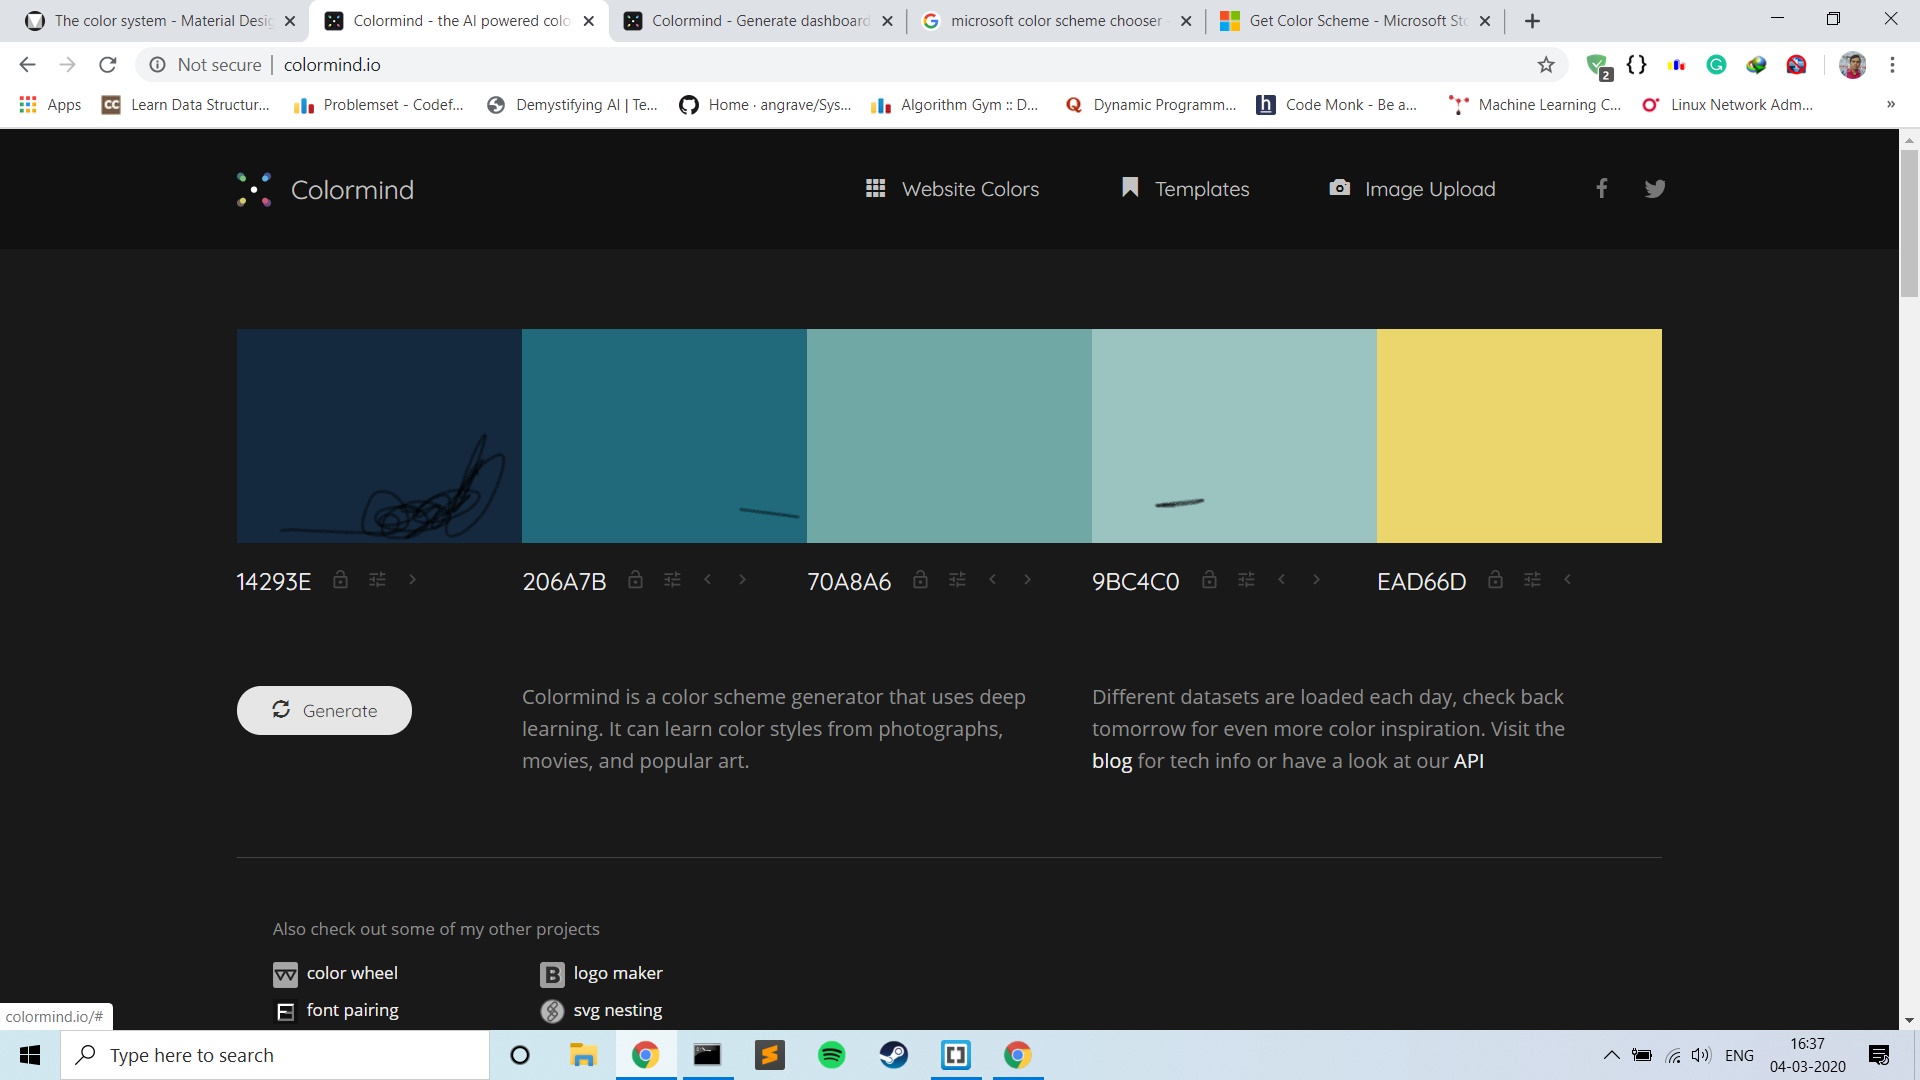 The color system - Material Desig
Colormind - the AI powered colo
Colormind - Generate dashboard
microsoft color scheme chooser -
Get Color Scheme - Microsoft Sto
Not secure | colormind.io
2
Apps
Learn Data Structur...
Problemset - Codef...
Demystifying AI | Te...
Home · angrave/Sys...
Algorithm Gym :: D...
Dynamic Programm...
Code Monk - Be a...
Machine Learning C...
Linux Network Adm...
Colormind
Website Colors
Templates
Image Upload
14293E
206A7B
70A8A6
9BC4C0
EAD66D
Generate
Colormind is a color scheme generator that uses deep
learning. It can learn color styles from photographs,
movies, and popular art.
Different datasets are loaded each day, check back
tomorrow for even more color inspiration. Visit the
blog for tech info or have a look at our API
Also check out some of my other projects
color wheel
logo maker
font pairing
svg nesting
colormind.io/#
Type here to search
ENG
16:37
04-03-2020